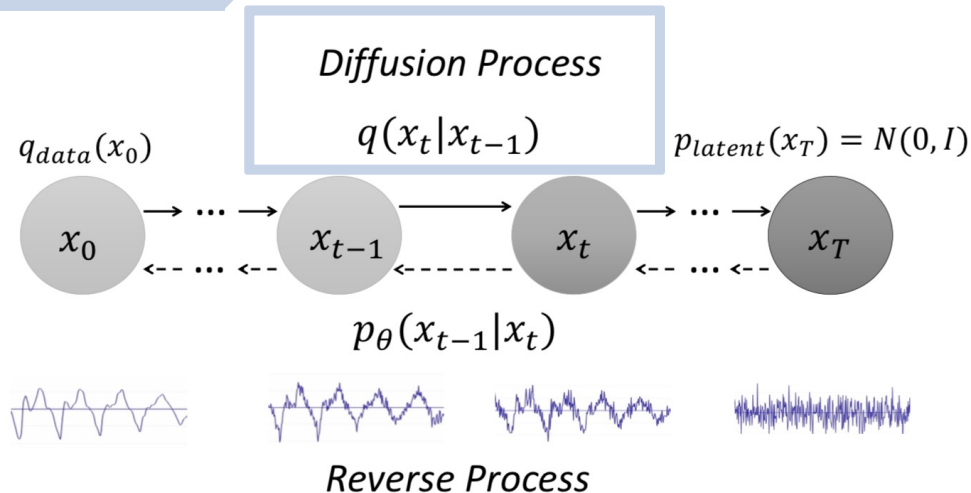 Diffusion Process
q(x_t|x_{t-1})
q_{data}(x_0)
p_{latent}(x_T) = N(0, I)
... ...
x_0 x_{t-1} x_t x_T
... ...
p_θ(x_{t-1}|x_t)
Reverse Process